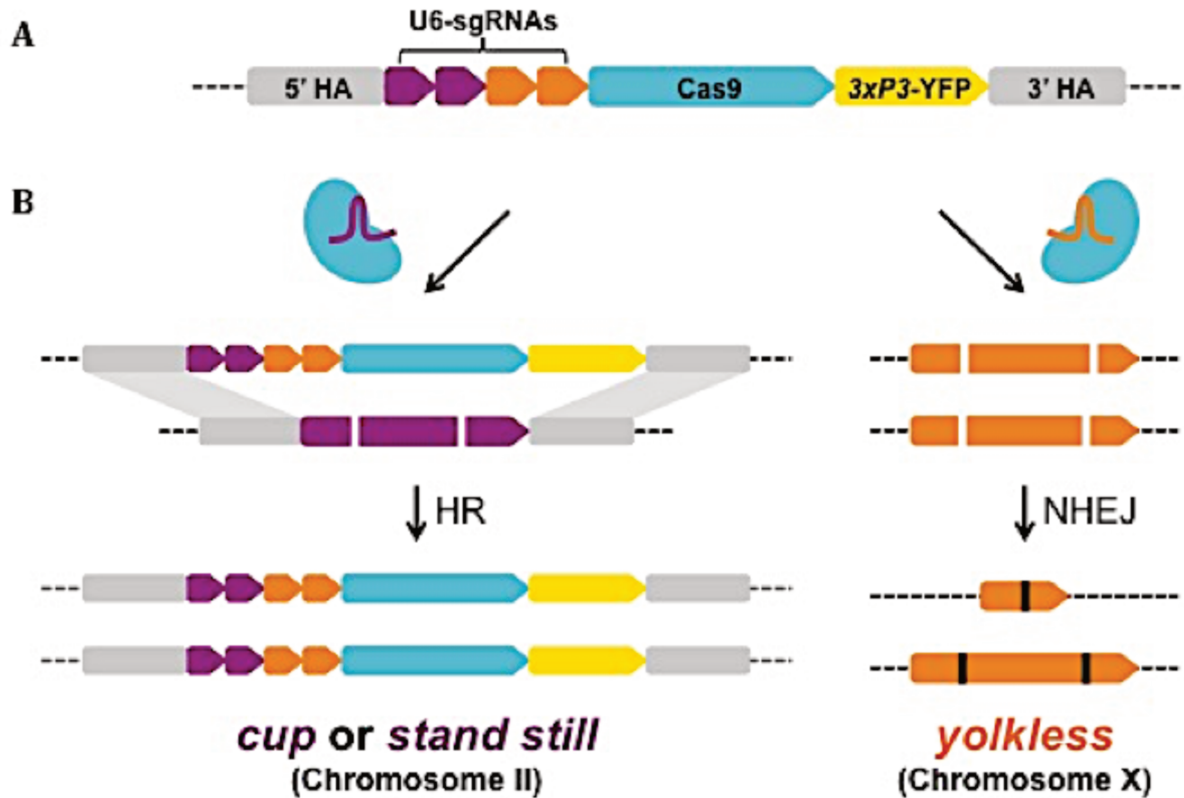 A
U6-sgRNAs
5' HA
Cas9
3xP3-YFP
3' HA
B
HR
NHEJ
cup or stand still
(Chromosome II)
yolkless
(Chromosome X)